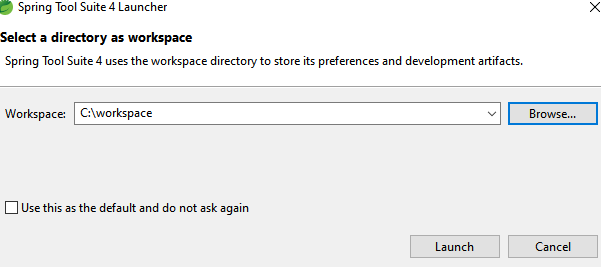 Spring Tool Suite 4 Launcher
Select a directory as workspace
Spring Tool Suite 4 uses the workspace directory to store its preferences and development artifacts.
Workspace: C:\workspace Browse...
Use this as the default and do not ask again
Launch Cancel